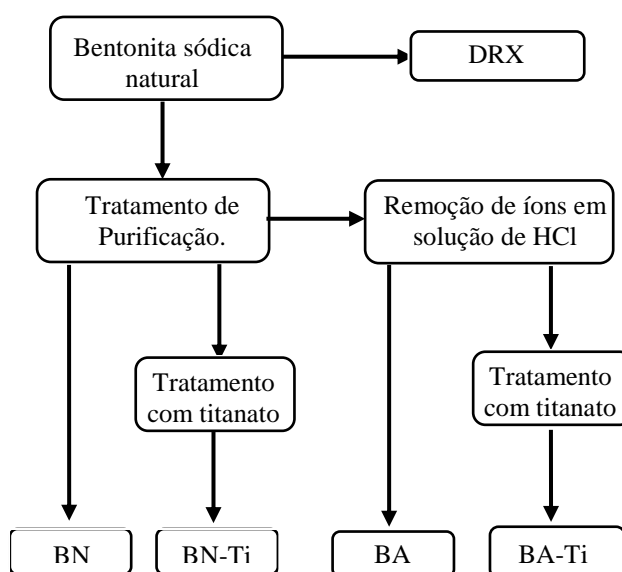 Bentonita sódica
natural
DRX
Tratamento de
Purificação.
Remoção de íons em
solução de HCl
Tratamento
com titanato
Tratamento
com titanato
BN
BN-Ti
BA
BA-Ti